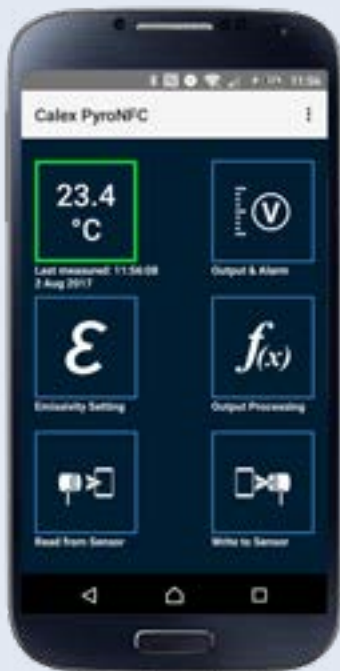 11:56
Calex PyroNFC
23.4
°C
V
Last measured: 11:56:08
2 Aug 2017
Output & Alarm
ε
f(x)
Emissivity Setting
Output Processing
Read from Sensor
Write to Sensor